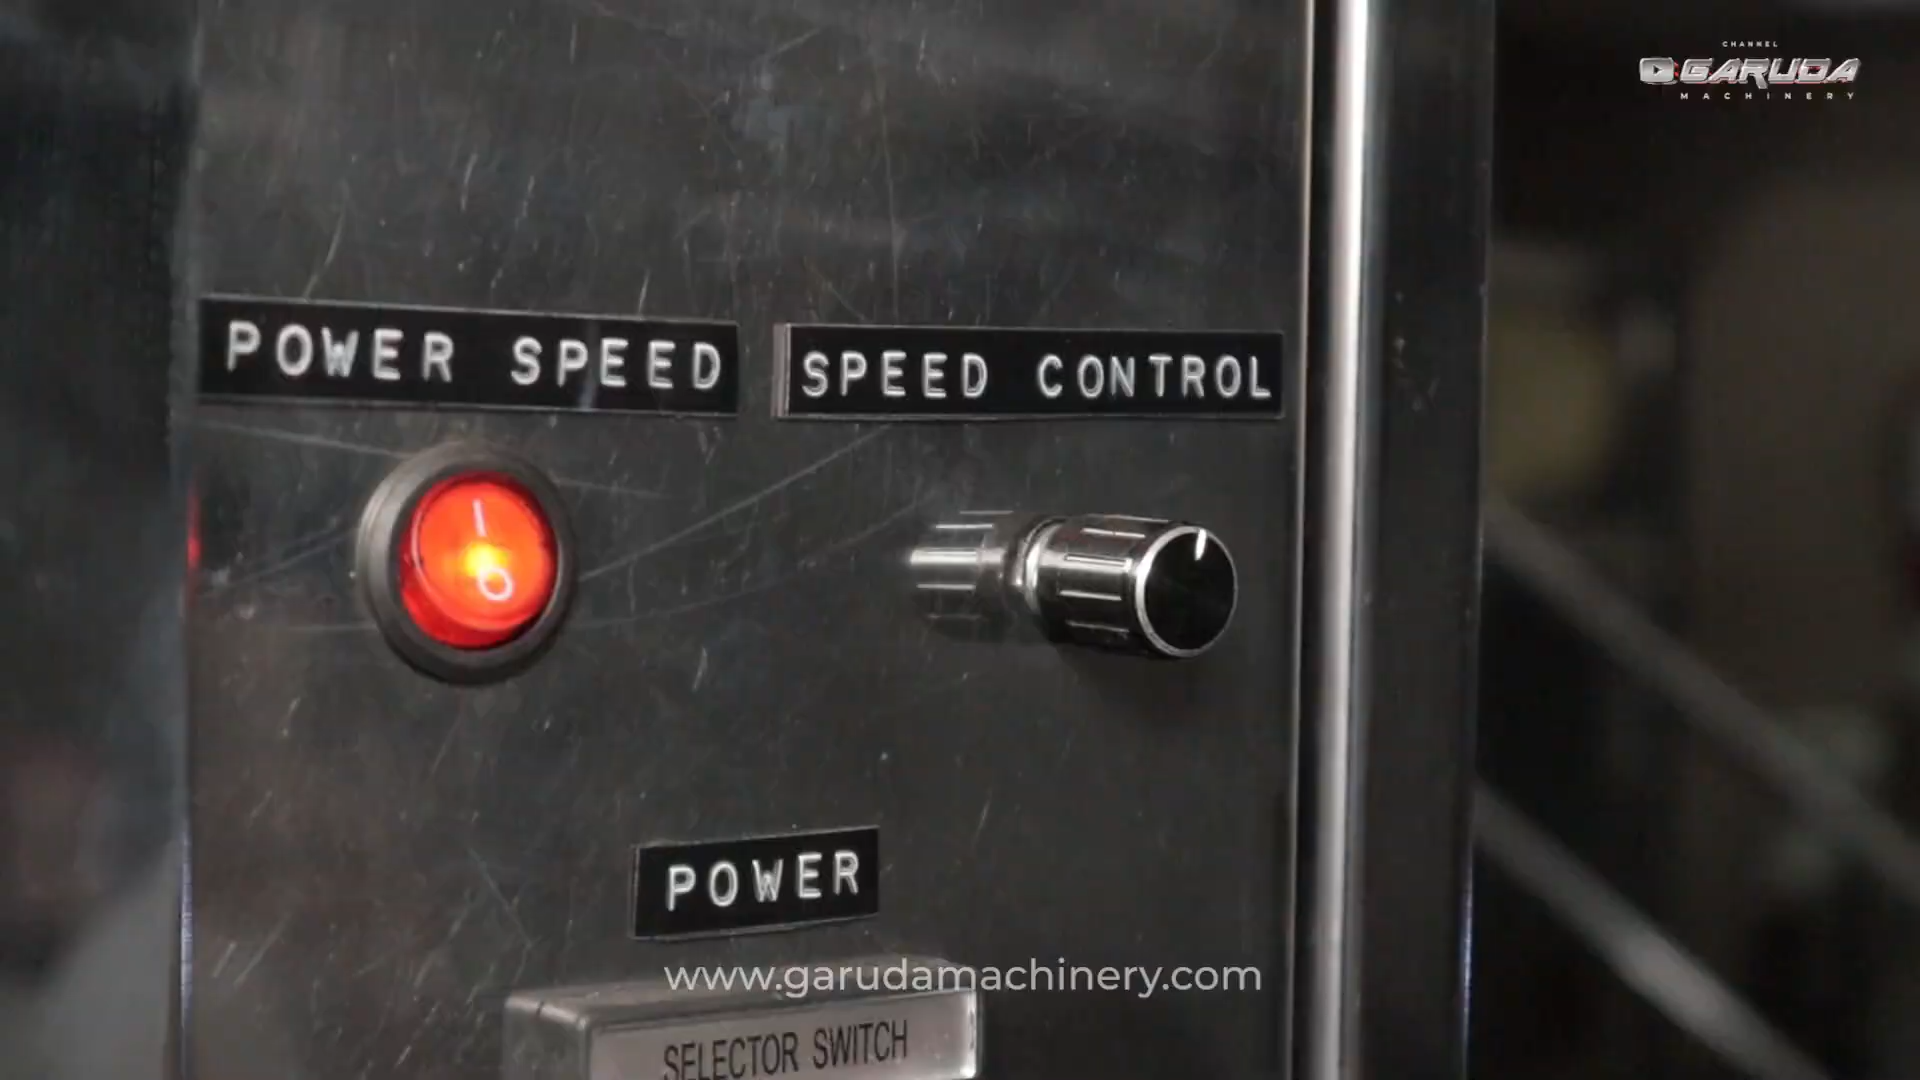 CHANNEL
GARUDA
MACHINERY
POWER SPEED
SPEED CONTROL
POWER
www.garudamachinery.com
SELECTOR SWITCH